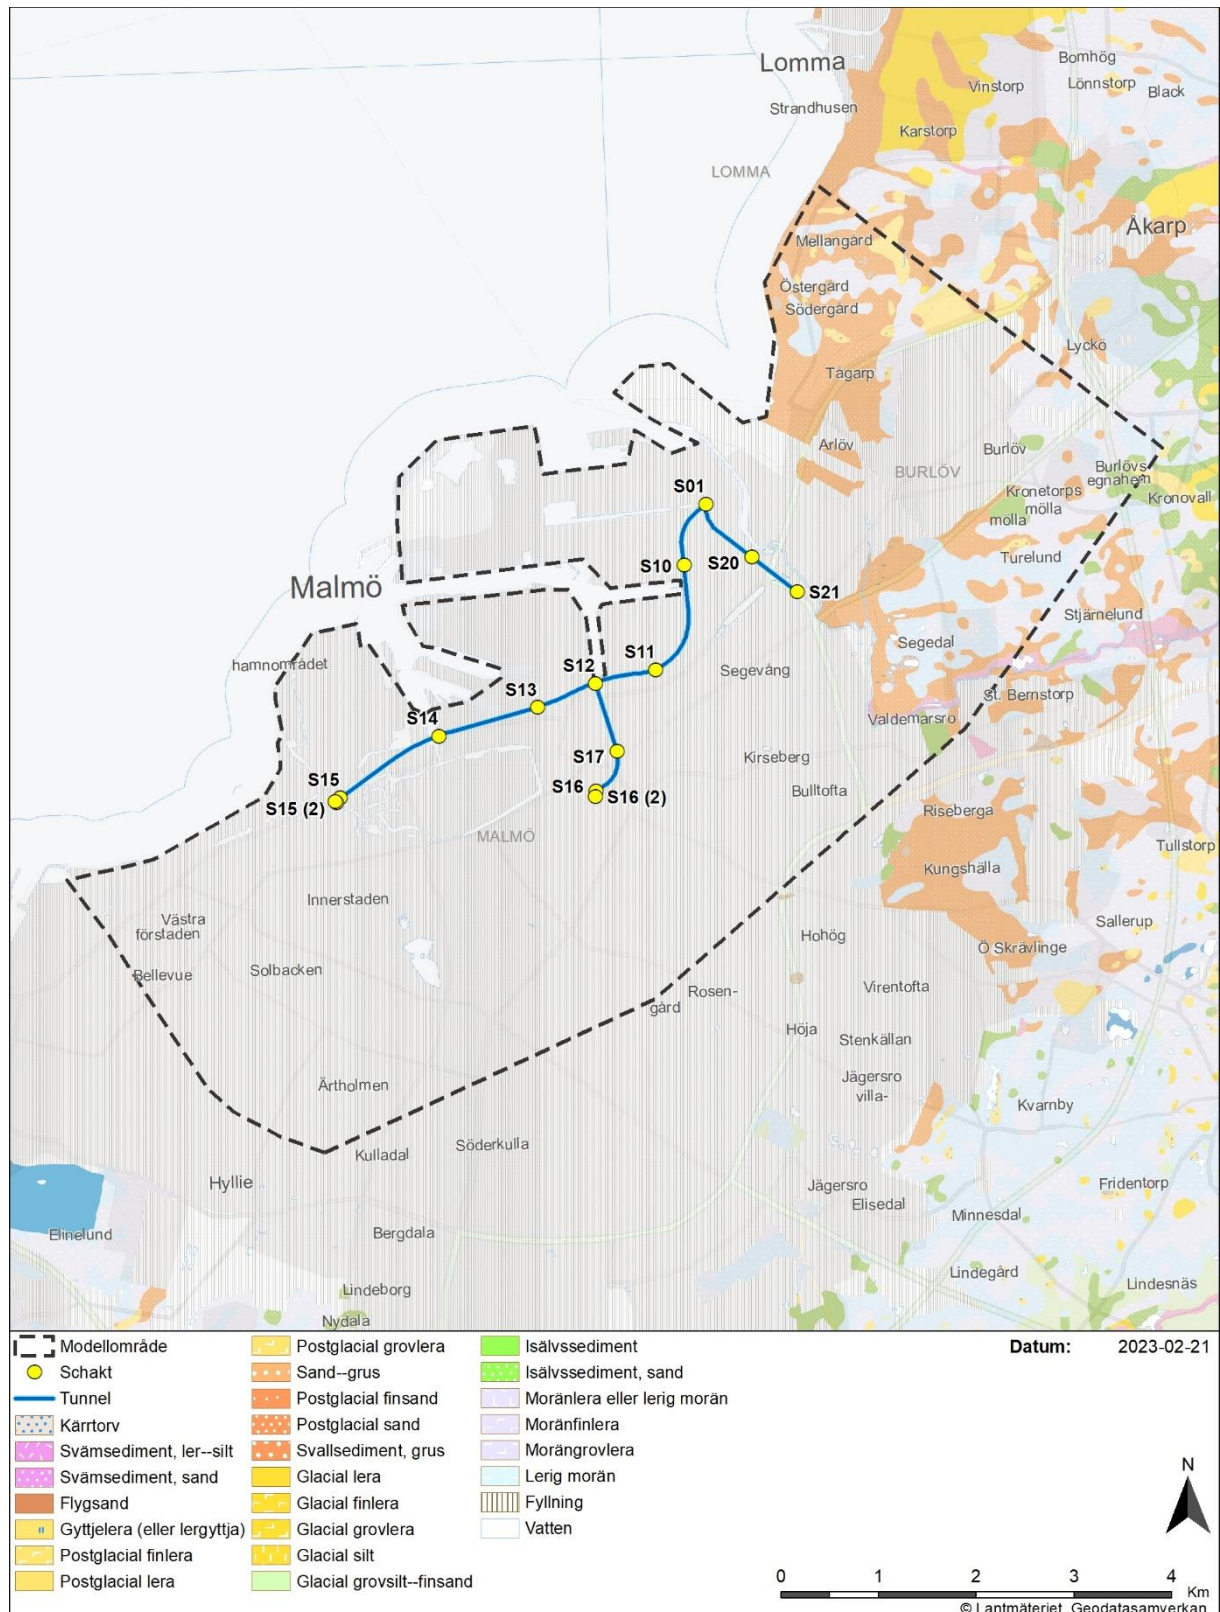 Lomma
Bomhög
Vinstorp
Lönnstorp
Black
Strandhusen
Karstorp
LOMMA
Åkarp
Mellangård
Östergård
Södergård
Lyckö
Tågarp
Arlöv
Burlöv
BURLÖV
Burlövs
egnahem
Kronetorps
mölla
Kronovall
mölla
S01
S20
Turelund
S10
S21
Malmö
Stjärnelund
Segedal
hamnområdet
S11
Segevång
S12
St. Bernstorp
S13
Valdemarsro
S14
S17
Kirseberg
S15
S16
Bulltofta
S15 (2)
S16 (2)
Riseberga
MALMÖ
Tullstorp
Kungshälla
Innerstaden
Västra
förstaden
Sallerup
Hohög
Ö Skrävlinge
Bellevue
Solbacken
Rosen-
gård
Virentofta
Höja
Stenkällan
Jägersro
villa-
Ärtholmen
Kvarnby
Söderkulla
Kulladal
Hyllie
Jägersro
Elisedal
Fridentorp
Minnesdal
Elinelund
Bergdala
Lindegård
Lindesnäs
Lindeborg
Nydala
Modellområde
Schakt
Tunnel
Kärrtorv
Svämsediment, ler--silt
Svämsediment, sand
Flygsand
Gyttjelera (eller lergyttja)
Postglacial finlera
Postglacial lera
Postglacial grovlera
Sand--grus
Postglacial finsand
Postglacial sand
Svallsediment, grus
Glacial lera
Glacial finlera
Glacial grovlera
Glacial silt
Glacial grovsilt--finsand
Isälvssediment
Isälvssediment, sand
Moränlera eller lerig morän
Moränfinlera
Morängrovlera
Lerig morän
Fyllning
Vatten
Datum: 2023-02-21
N
0 1 2 3 4
Km
© Lantmäteriet, Geodatasamverkan